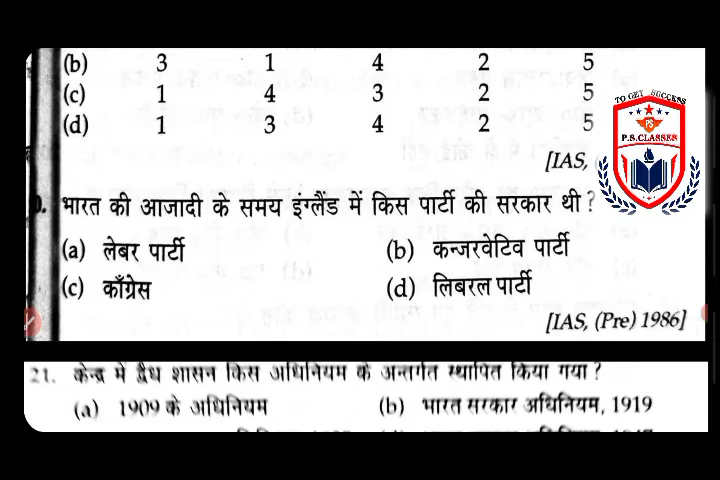 (b) 3 1 4 2 5
(c) 1 4 3 2 5
(d) 1 3 4 2 5
TO GET SUCCESS
PS
P.S.CLASSES
[IAS,
0. भारत की आजादी के समय इंग्लैंड में किस पार्टी की सरकार थी?
(a) लेबर पार्टी (b) कन्जरवेटिव पार्टी
(c) काँग्रेस (d) लिबरल पार्टी
[IAS, (Pre) 1986]
21. केन्द्र में द्वैध शासन किस अधिनियम के अन्तर्गत स्थापित किया गया?
(a) 1909 के अधिनियम (b) भारत सरकार अधिनियम, 1919